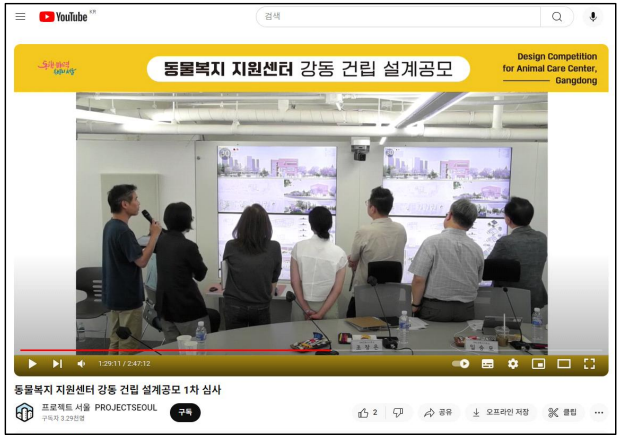 YouTube KR
검색
동물복지 지원센터 강동 건립 설계공모
Design Competition
for Animal Care Center,
Gangdong
1:29:11 / 2:47:12
동물복지 지원센터 강동 건립 설계공모 1차 심사
프로젝트 서울 PROJECTSEOUL
구독자 3.29천명
구독
2
공유
오프라인 저장
클립